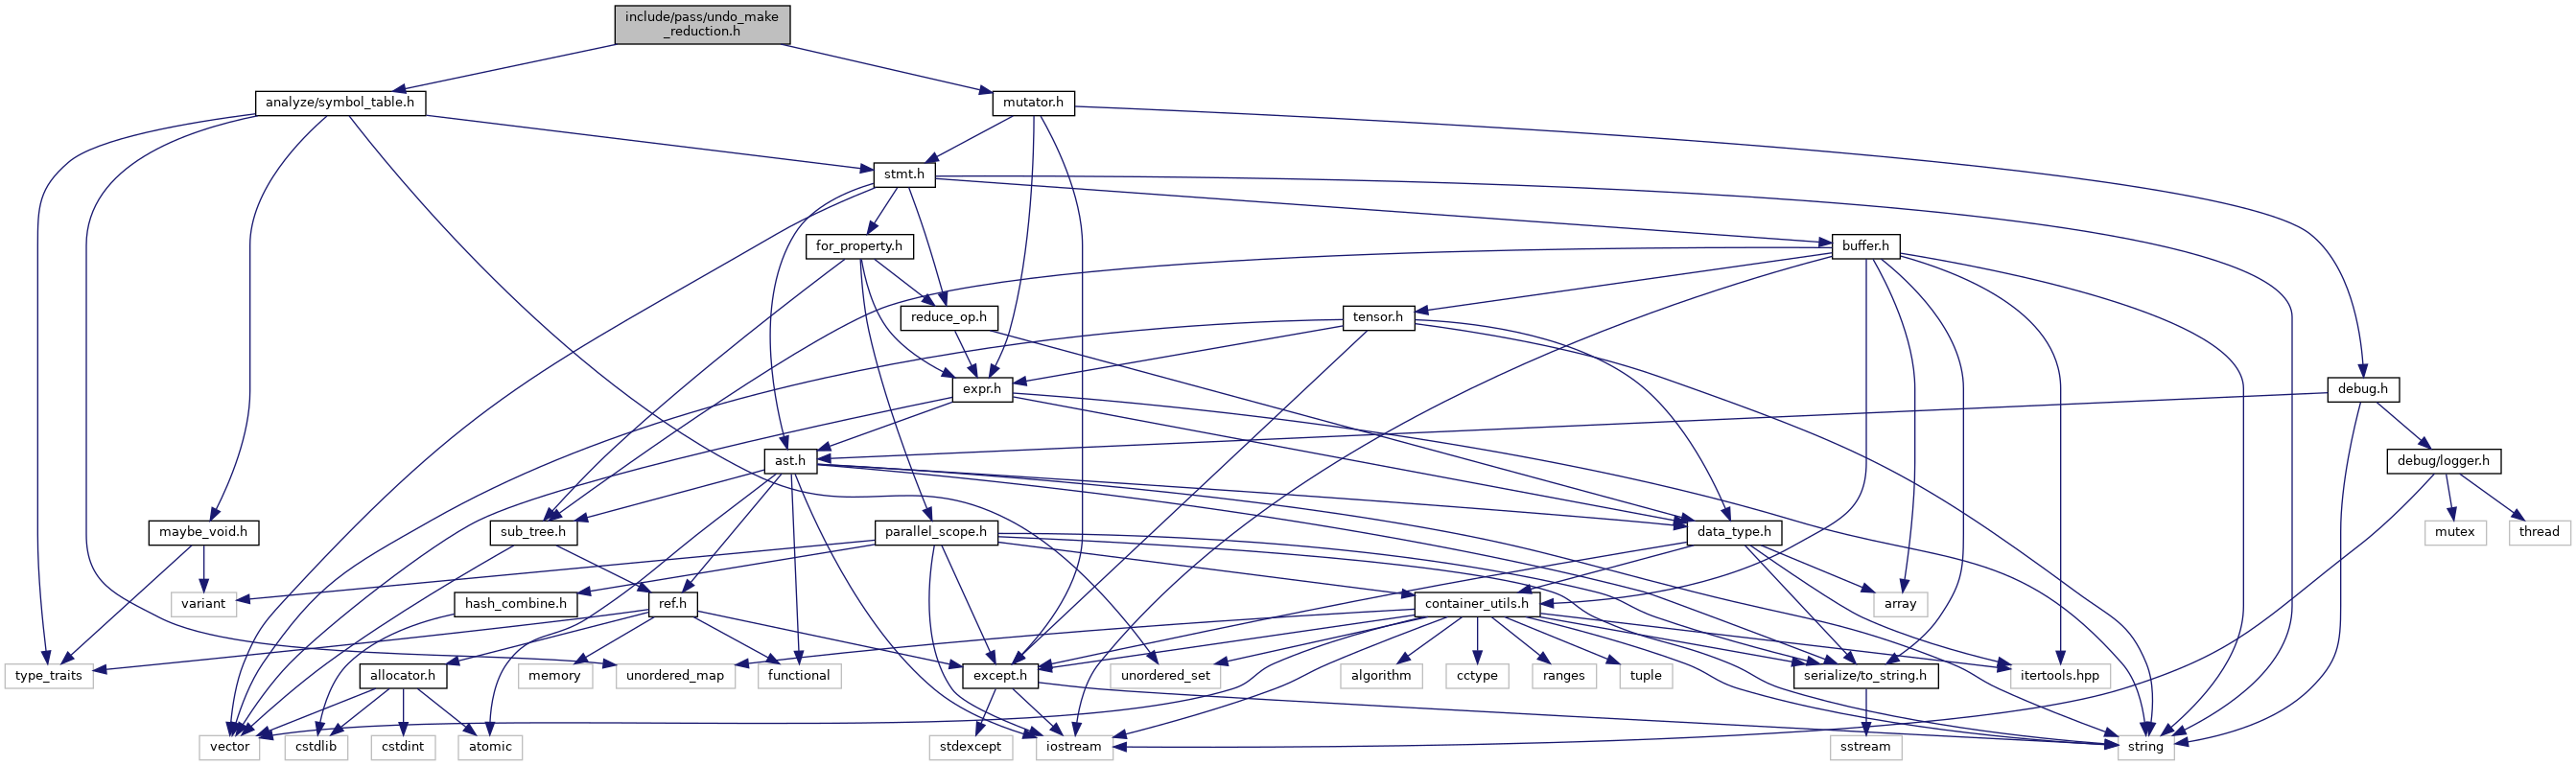 include/pass/undo_make
_reduction.h
analyze/symbol_table.h
mutator.h
stmt.h
for_property.h
buffer.h
reduce_op.h
tensor.h
expr.h
debug.h
ast.h
debug/logger.h
maybe_void.h
sub_tree.h
parallel_scope.h
data_type.h
mutex
thread
variant
hash_combine.h
ref.h
container_utils.h
array
type_traits
allocator.h
memory
unordered_map
functional
except.h
unordered_set
algorithm
cctype
ranges
tuple
serialize/to_string.h
itertools.hpp
vector
cstdlib
cstdint
atomic
stdexcept
iostream
sstream
string